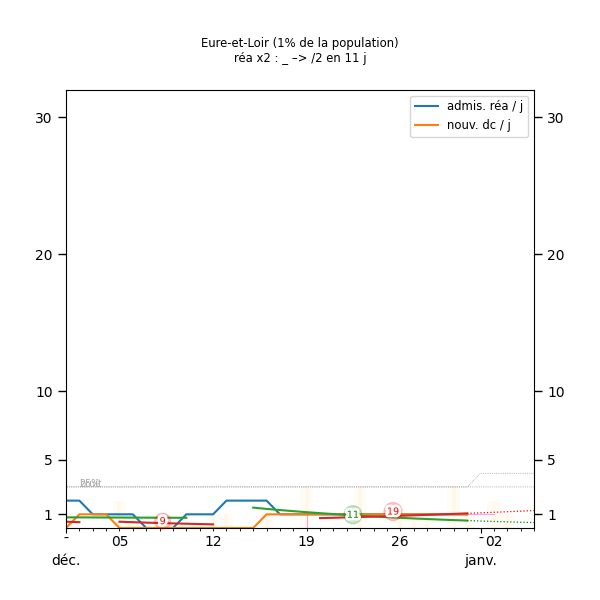 Eure-et-Loir (1% de la population)
réa x2 : _ –> /2 en 11 j
admis. réa / j
nouv. dc / j
30 30
20 20
10 10
5 5
1 1
9 11 19
- 05 12 19 26 - 02
déc. janv.